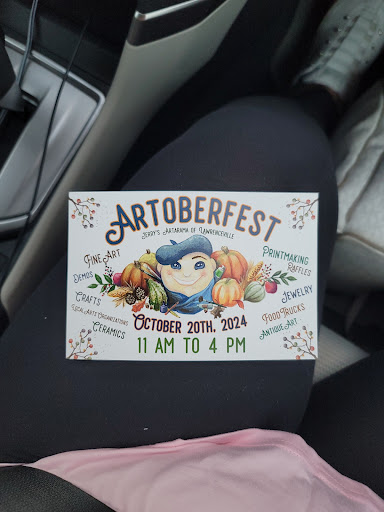 ARTOBERFEST
JERRY'S ARTARAMA OF LAWRENCEVILLE
FINE ART
DEMOS
CRAFTS
LOCAL ARTS ORGANIZATIONS
CERAMICS
PRINTMAKING
RAFFLES
JEWELRY
FOOD TRUCKS
ANTIQUE ART
OCTOBER 20TH, 2024
11 AM TO 4 PM